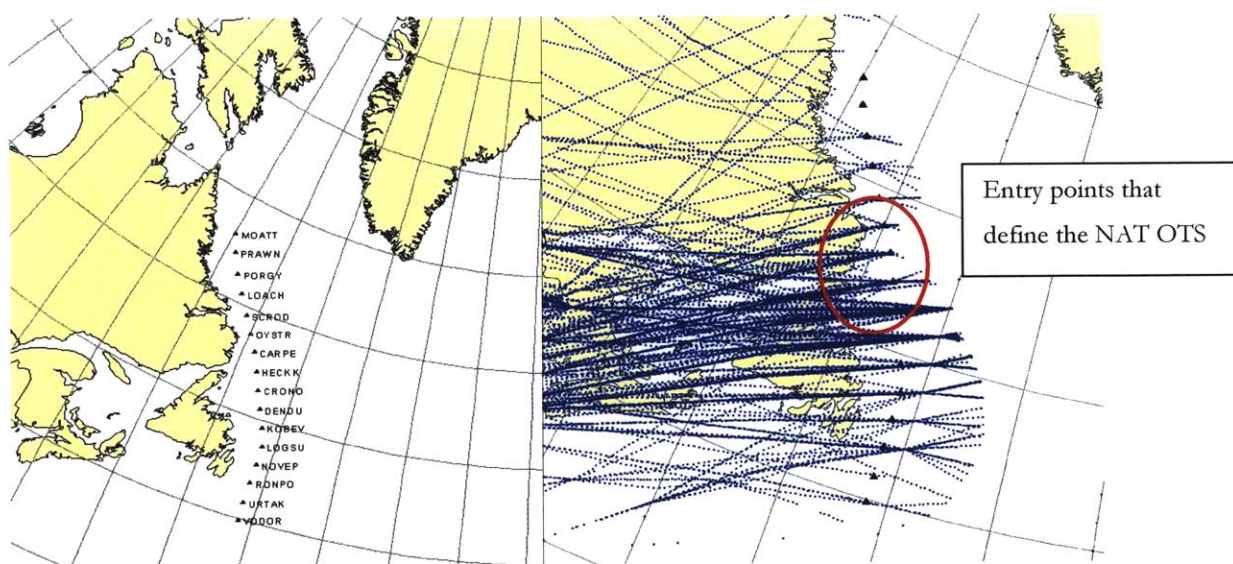 MOATT
PRAWN
PORGY
LOACH
SCROD
OYSTR
CARPE
HECKK
CRONO
DENDU
KOBEV
LOGSU
NOVEP
RONPO
URTAK
VODOR
Entry points that
define the NAT OTS